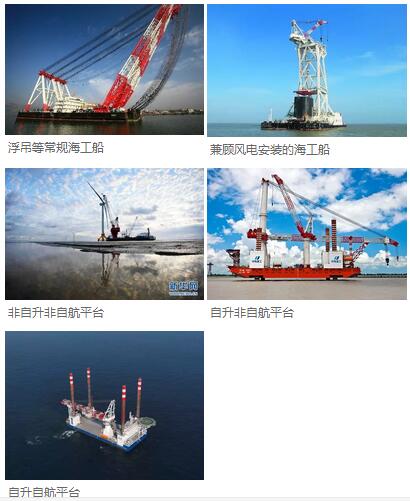 浮吊等常规海工船
兼顾风电安装的海工船
新华网
非自升非自航平台
自升非自航平台
自升自航平台